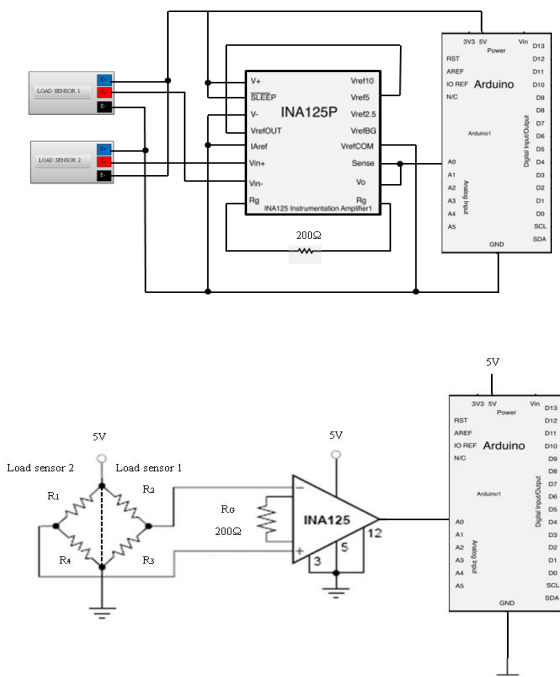 3V3 5V Vin
Power
RST
AREF
IO REF
N/C
Arduino
Arduino1
D13
D12
D11
D10
D9
D8
D7
D6
D5
D4
D3
D2
D1
D0
SCL
SDA
Digital Input/Output
A0
A1
A2
A3
A4
A5
Analog Input
GND
LOAD SENSOR 1
E+
E-
LOAD SENSOR 2
E+
E-
V+
SLEEP
V-
VrefOUT
IAref
Vin+
Vin-
Rg
INA125P
Vref10
Vref5
Vref2.5
VrefBG
VrefCOM
Sense
Vo
Rg
INA125 Instrumentation Amplifier1
200Ω
5V
Load sensor 2
Load sensor 1
R1
R2
R4
R3
5V
RG
200Ω
INA125
3
5
12
5V
3V3 5V Vin
Power
RST
AREF
IO REF
N/C
Arduino
Arduino1
D13
D12
D11
D10
D9
D8
D7
D6
D5
D4
D3
D2
D1
D0
SCL
SDA
Digital Input/Output
A0
A1
A2
A3
A4
A5
Analog Input
GND